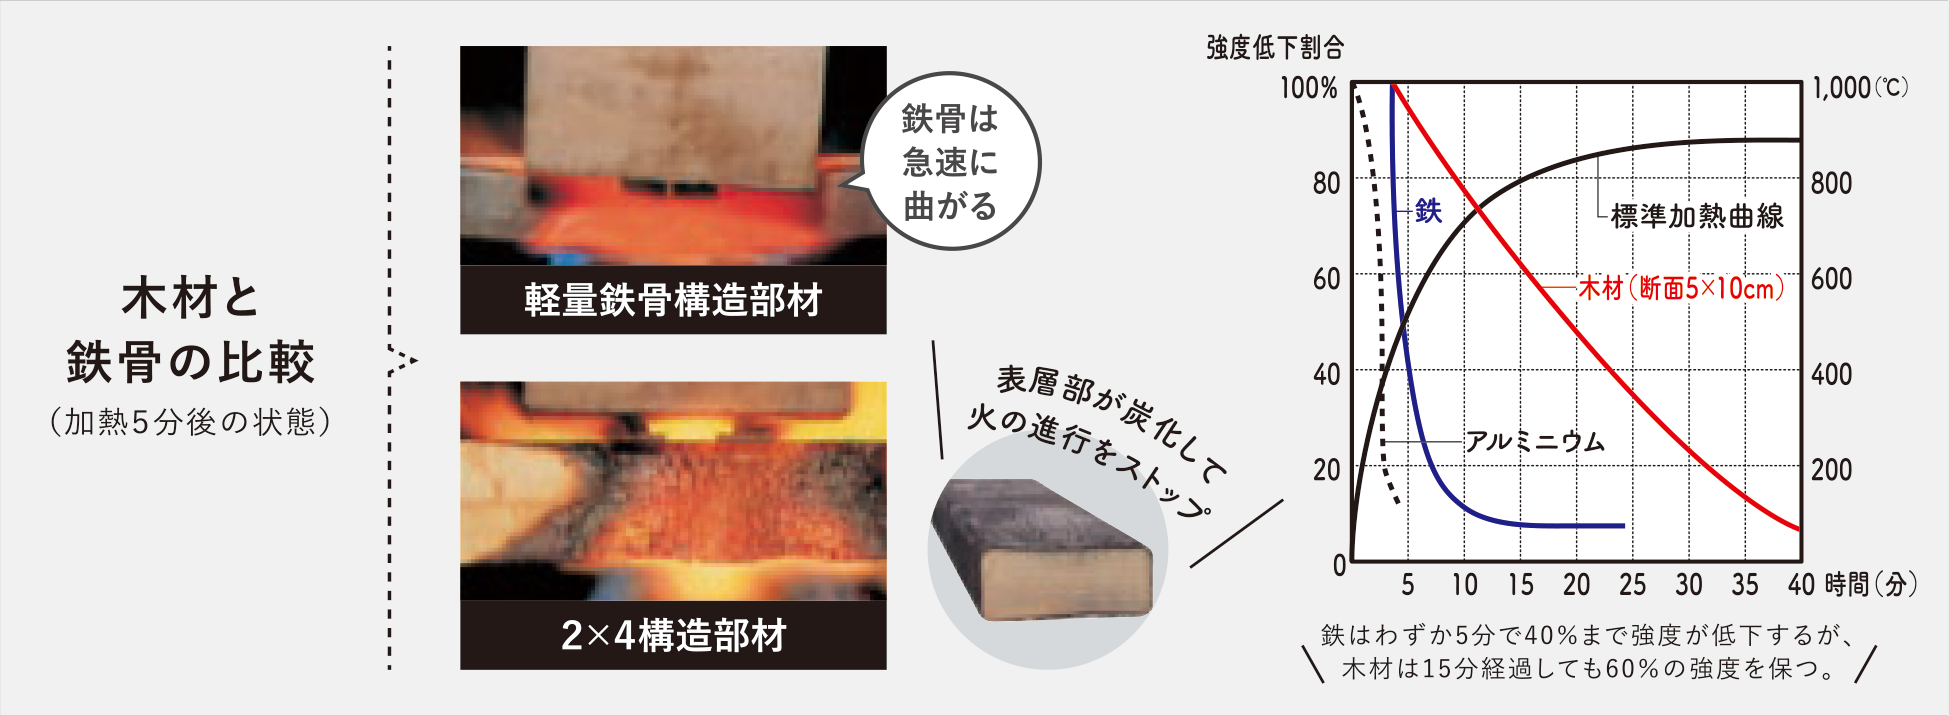 木材と
鉄骨の比較
（加熱5分後の状態）
鉄骨は
急速に
曲がる
軽量鉄骨構造部材
2×4構造部材
表層部が炭化して
火の進行をストップ。
強度低下割合
100%
80
60
40
20
0
1,000(℃)
800
600
400
200
鉄
標準加熱曲線
木材（断面5×10cm）
アルミニウム
5 10 15 20 25 30 35 40 時間（分）
鉄はわずか5分で40％まで強度が低下するが、
木材は15分経過しても60％の強度を保つ。